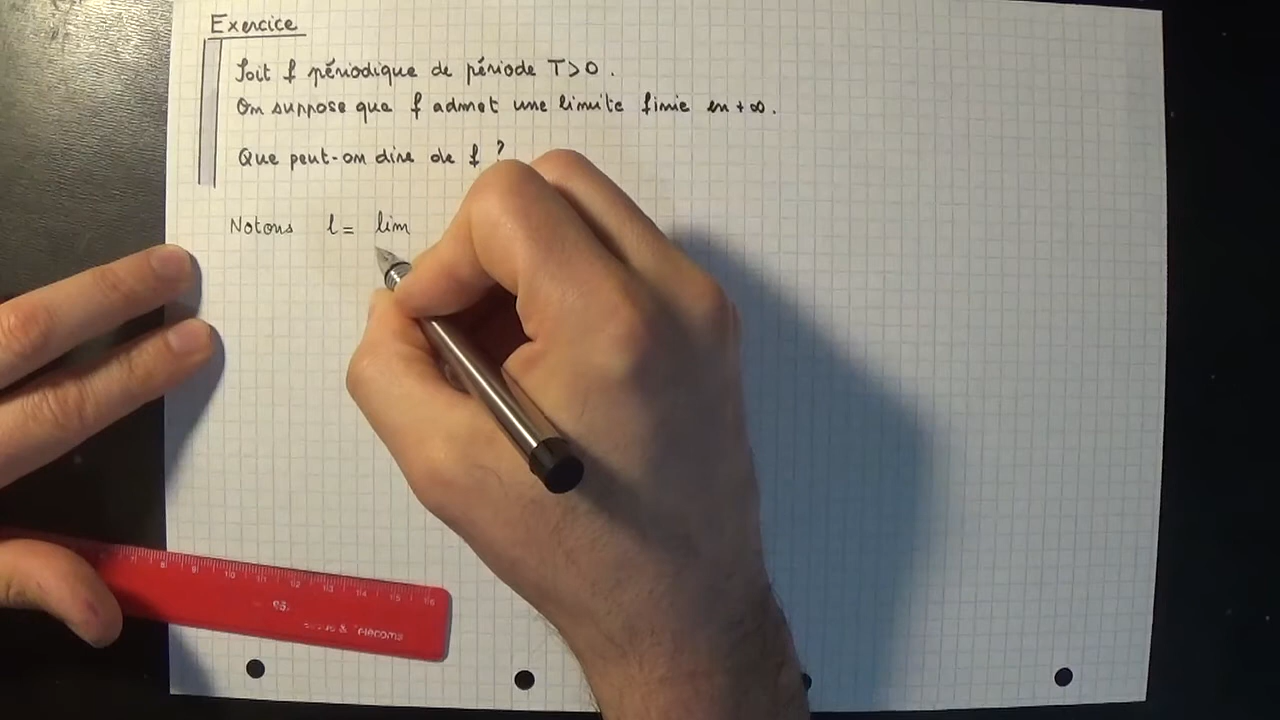 Exercice
Soit f périodique de période T>0.
On suppose que f admet une limite finie en +∞.
Que peut-on dire de f ?
Notons l = lim